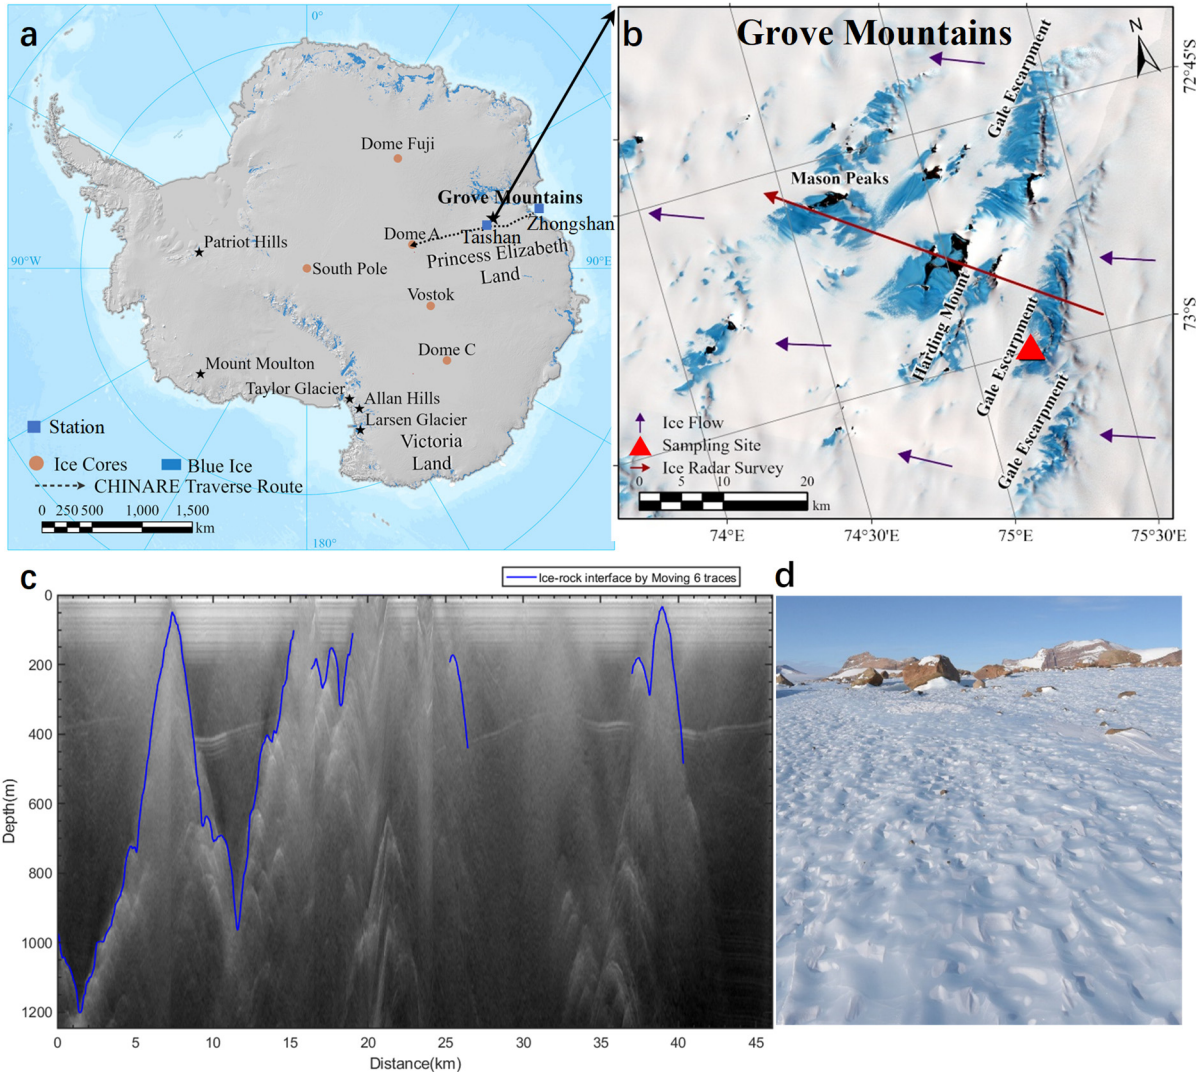 a
0°
Dome Fuji
Grove Mountains
Zhongshan
Taishan
Dome A
Princess Elizabeth
Land
Patriot Hills
90°W
South Pole
90°E
Vostok
Dome C
Mount Moulton
Taylor Glacier
Allan Hills
Larsen Glacier
Victoria
Land
Station
Ice Cores
Blue Ice
CHINARE Traverse Route
0 250 500 1,000 1,500
km
180°
b
Grove Mountains
N
72°45'S
Gale Escarpment
Mason Peaks
Harding Mount
Gale Escarpment
73°S
Gale Escarpment
Ice Flow
Sampling Site
Ice Radar Survey
0 5 10 20
km
74°E
74°30'E
75°E
75°30'E
c
Ice-rock interface by Moving 6 traces
0
200
400
600
800
1000
1200
Depth(m)
0 5 10 15 20 25 30 35 40 45
Distance(km)
d